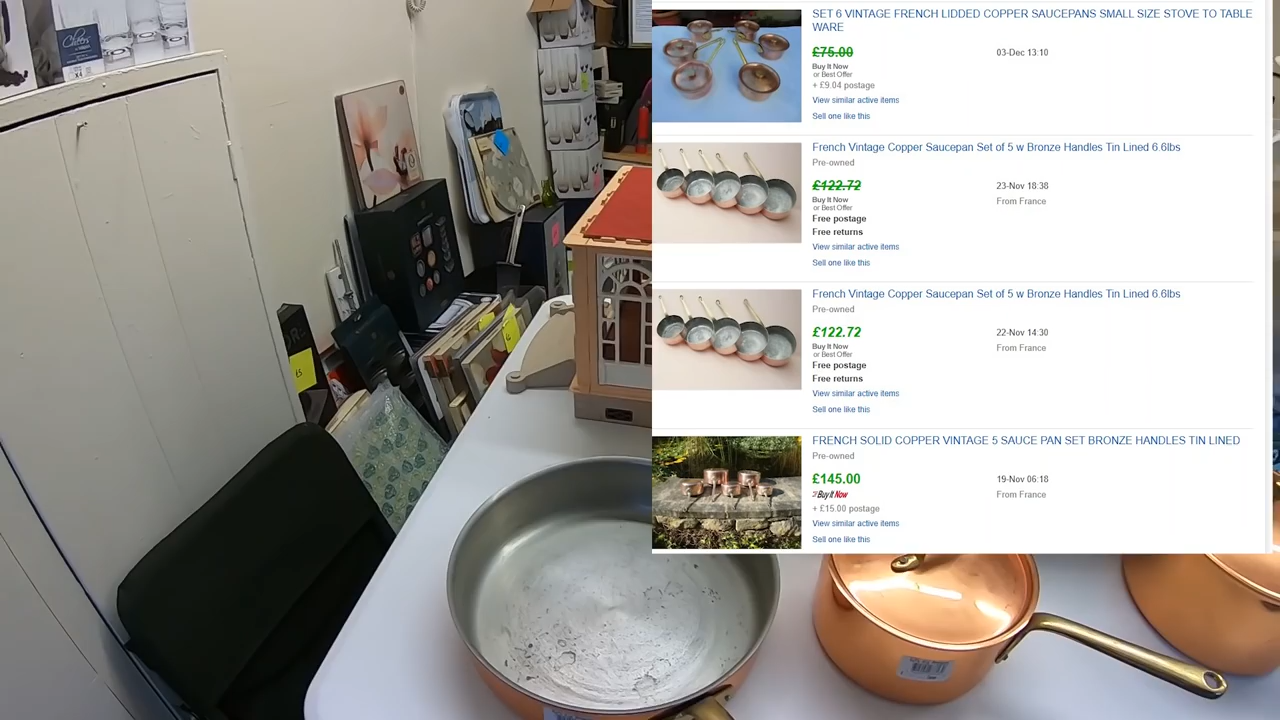 Cheers
SET 6 VINTAGE FRENCH LIDDED COPPER SAUCEPANS SMALL SIZE STOVE TO TABLE
WARE
£75.00
03-Dec 13:10
Buy It Now
or Best Offer
+ £9.04 postage
View similar active items
Sell one like this
French Vintage Copper Saucepan Set of 5 w Bronze Handles Tin Lined 6.6lbs
Pre-owned
£122.72
23-Nov 18:38
Buy It Now
From France
or Best Offer
Free postage
Free returns
View similar active items
Sell one like this
French Vintage Copper Saucepan Set of 5 w Bronze Handles Tin Lined 6.6lbs
Pre-owned
£122.72
22-Nov 14:30
Buy It Now
From France
or Best Offer
Free postage
Free returns
View similar active items
Sell one like this
FRENCH SOLID COPPER VINTAGE 5 SAUCE PAN SET BRONZE HANDLES TIN LINED
Pre-owned
£145.00
19-Nov 06:18
Buy It Now
From France
+ £15.00 postage
View similar active items
Sell one like this